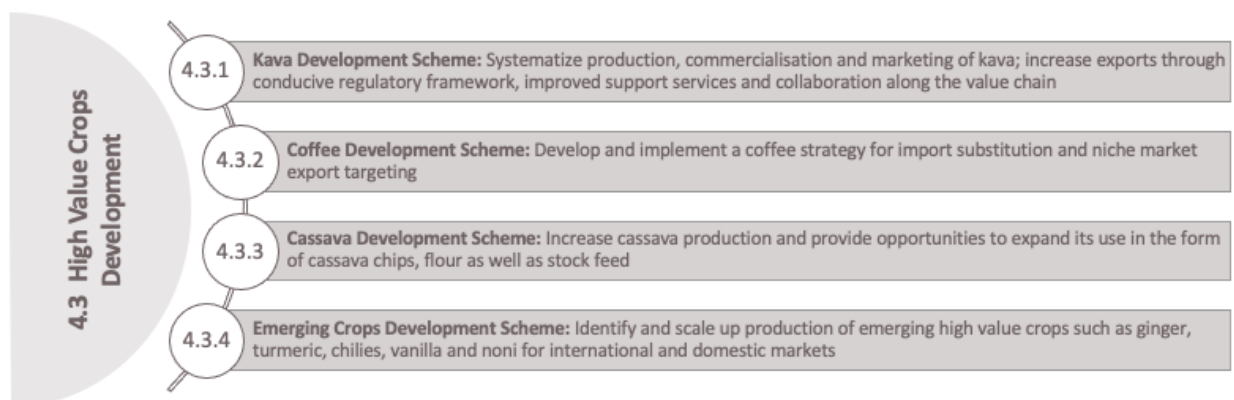 4.3 High Value Crops
Development
4.3.1
Kava Development Scheme: Systematize production, commercialisation and marketing of kava; increase exports through
conducive regulatory framework, improved support services and collaboration along the value chain
4.3.2
Coffee Development Scheme: Develop and implement a coffee strategy for import substitution and niche market
export targeting
4.3.3
Cassava Development Scheme: Increase cassava production and provide opportunities to expand its use in the form
of cassava chips, flour as well as stock feed
4.3.4
Emerging Crops Development Scheme: Identify and scale up production of emerging high value crops such as ginger,
turmeric, chilies, vanilla and noni for international and domestic markets